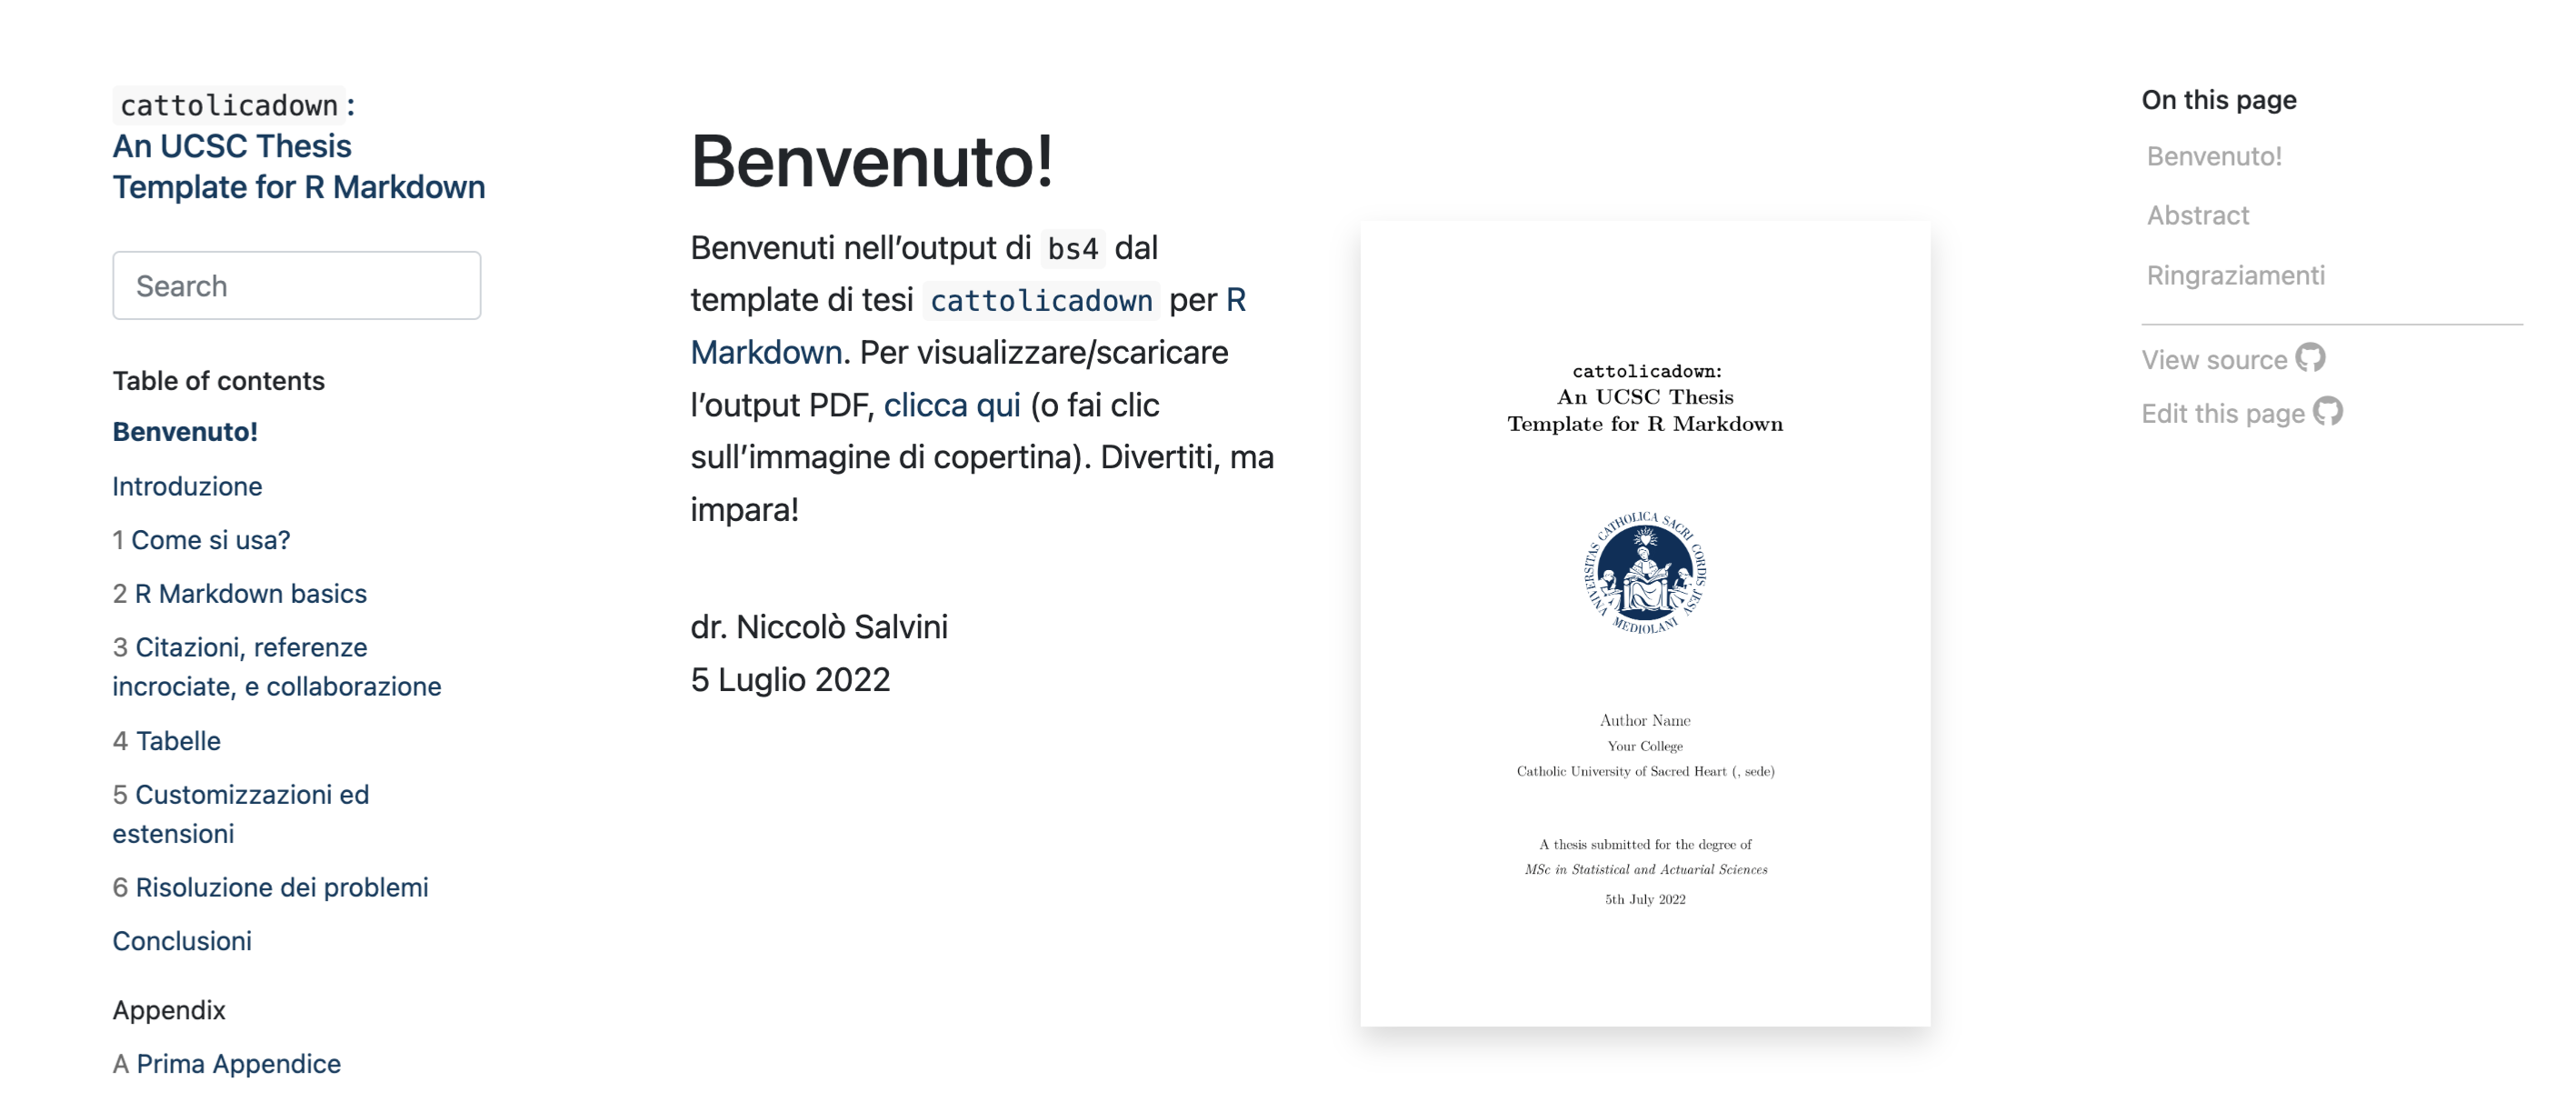 cattolicadown:
An UCSC Thesis
Template for R Markdown
Search
Table of contents
Benvenuto!
Introduzione
1 Come si usa?
2 R Markdown basics
3 Citazioni, referenze
incrociate, e collaborazione
4 Tabelle
5 Customizzazioni ed
estensioni
6 Risoluzione dei problemi
Conclusioni
Appendix
A Prima Appendice
Benvenuto!
Benvenuti nell’output di bs4 dal
template di tesi cattolicadown per R
Markdown. Per visualizzare/scaricare
l’output PDF, clicca qui (o fai clic
sull’immagine di copertina). Divertiti, ma
impara!
dr. Niccolò Salvini
5 Luglio 2022
cattolicadown:
An UCSC Thesis
Template for R Markdown
VNIVERSITAS CATHOLICA SACRI CORDIS JESV
MEDIOLANI
Author Name
Your College
Catholic University of Sacred Heart (, sede)
A thesis submitted for the degree of
MSc in Statistical and Actuarial Sciences
5th July 2022
On this page
Benvenuto!
Abstract
Ringraziamenti
View source
Edit this page